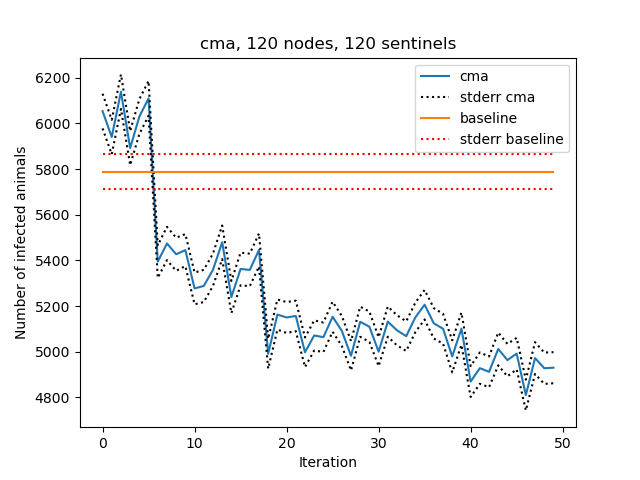 cma, 120 nodes, 120 sentinels
cma
stderr cma
baseline
stderr baseline
Number of infected animals
6200
6000
5800
5600
5400
5200
5000
4800
0 10 20 30 40 50
Iteration